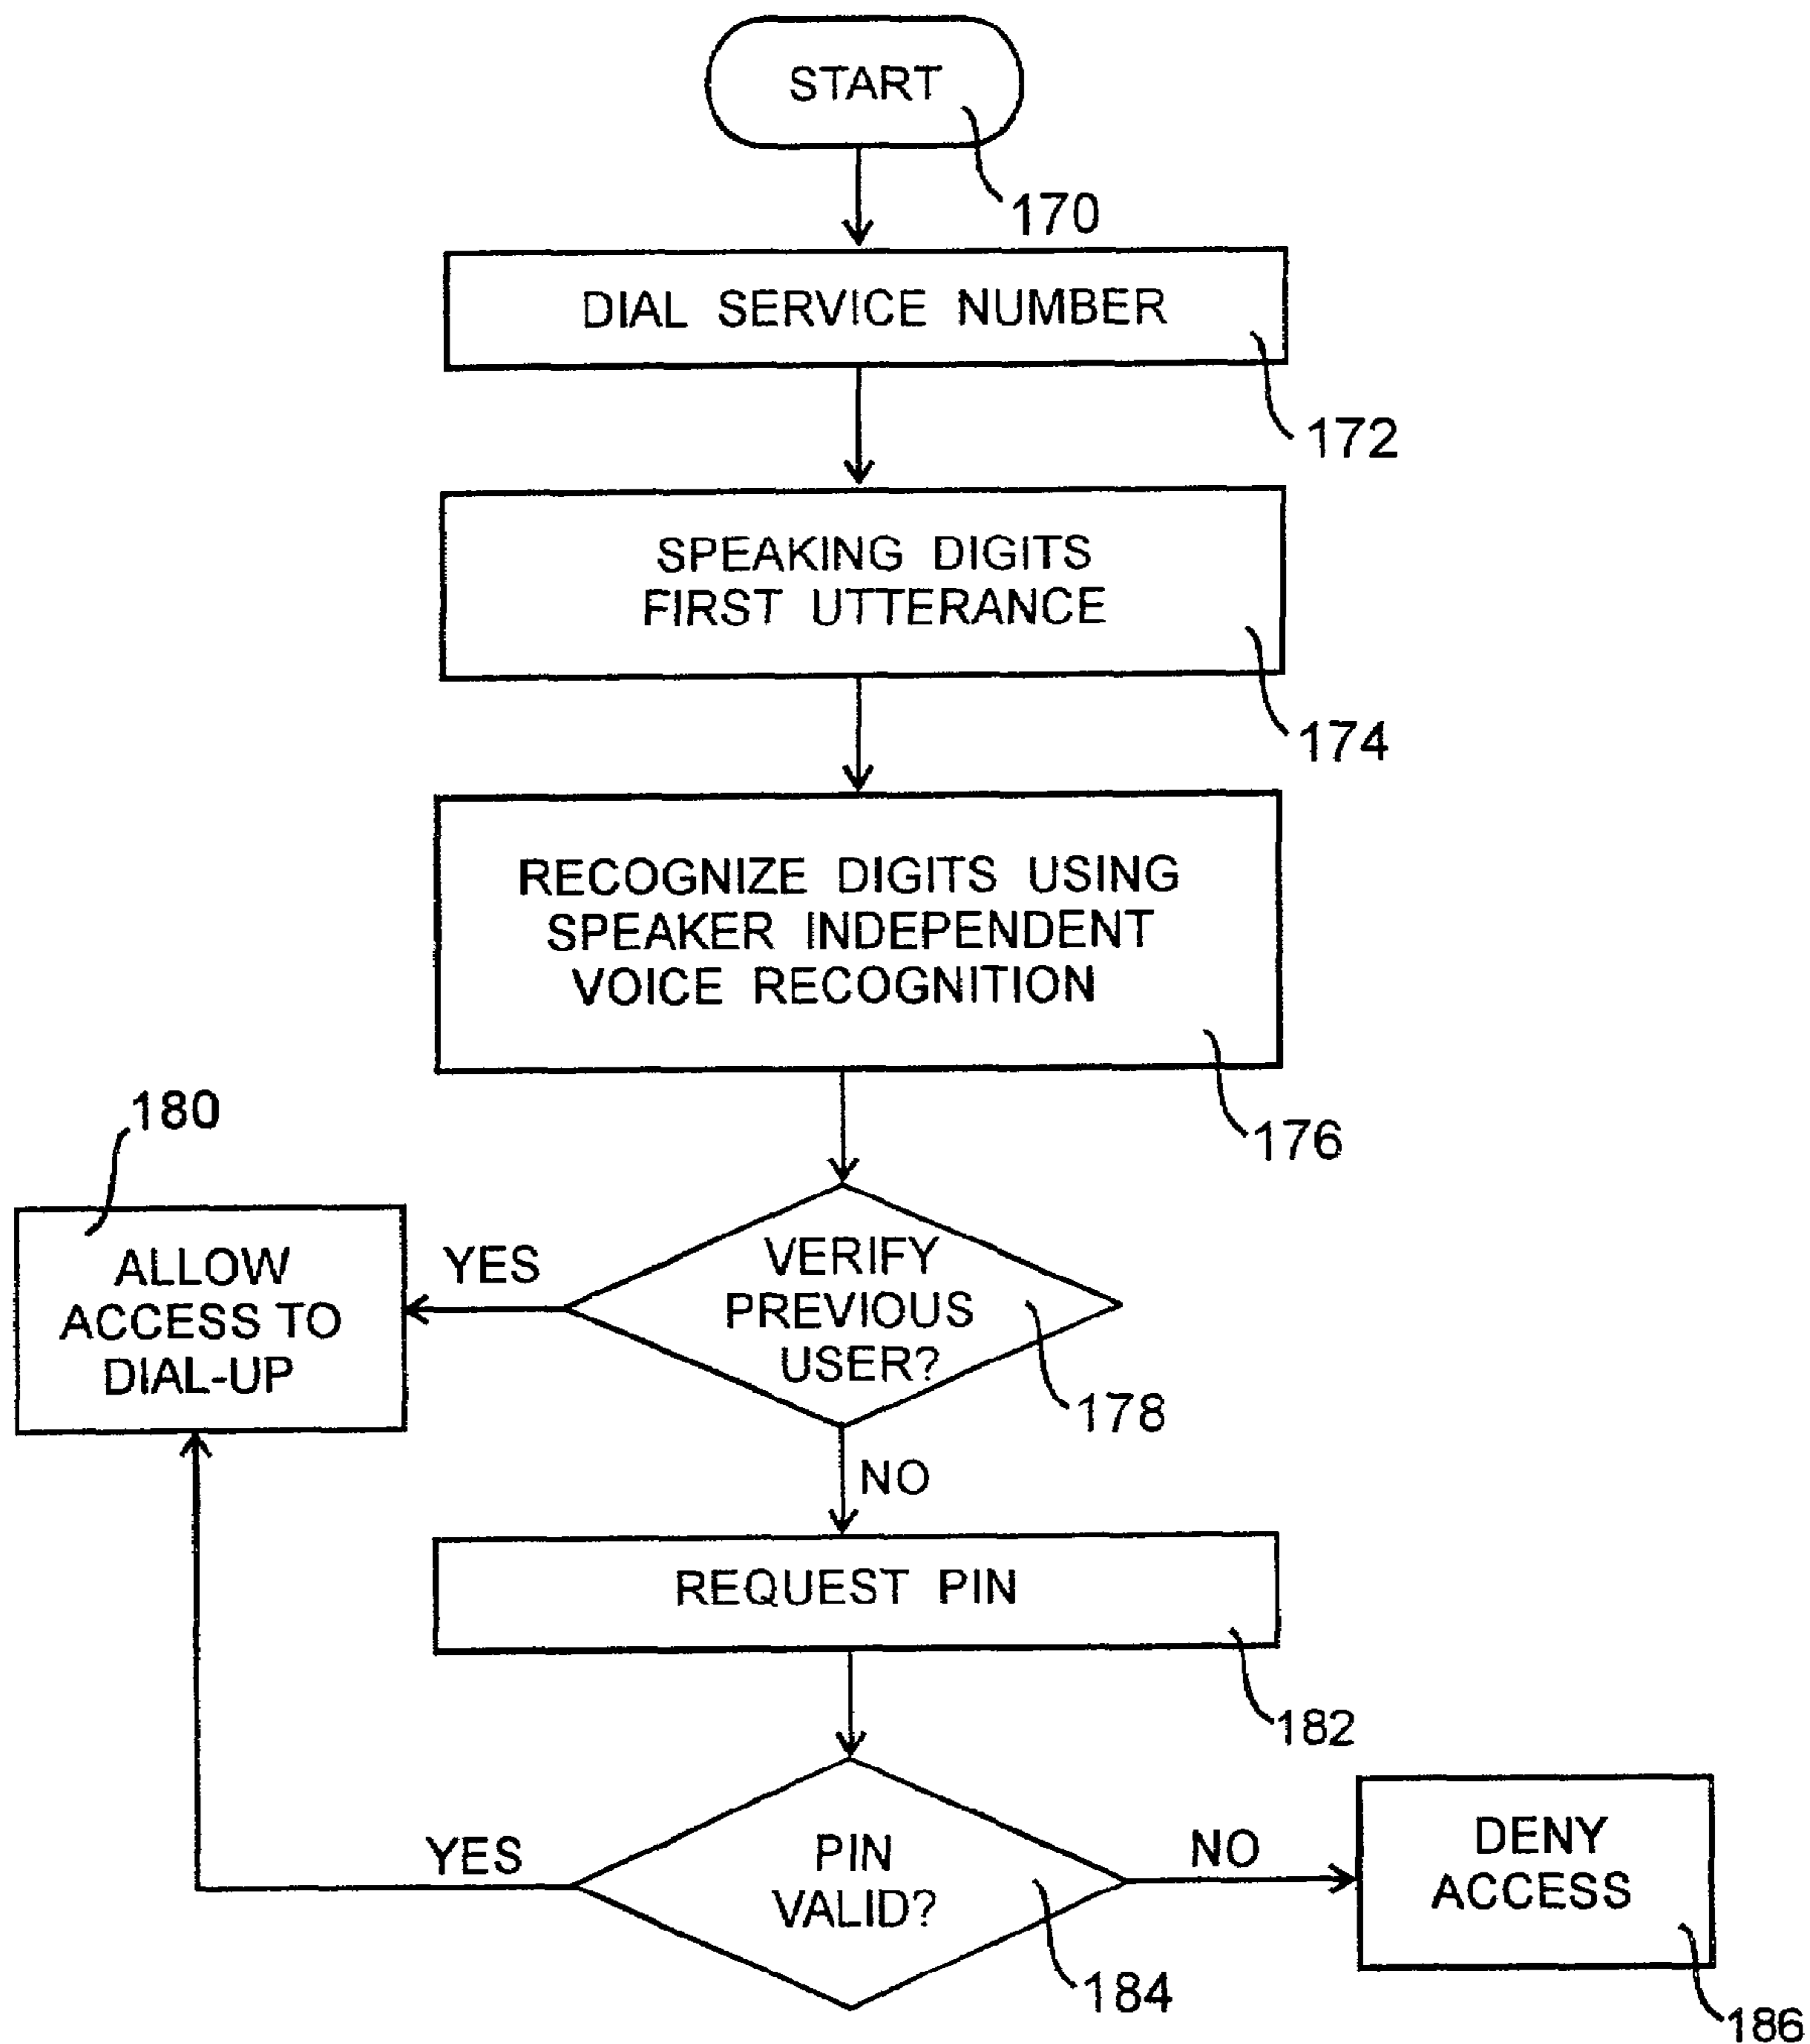 START
170
DIAL SERVICE NUMBER
172
SPEAKING DIGITS
FIRST UTTERANCE
174
RECOGNIZE DIGITS USING
SPEAKER INDEPENDENT
VOICE RECOGNITION
176
180
ALLOW
ACCESS TO
DIAL-UP
YES
VERIFY
PREVIOUS
USER?
178
NO
REQUEST PIN
182
YES
PIN
VALID?
184
NO
DENY
ACCESS
186